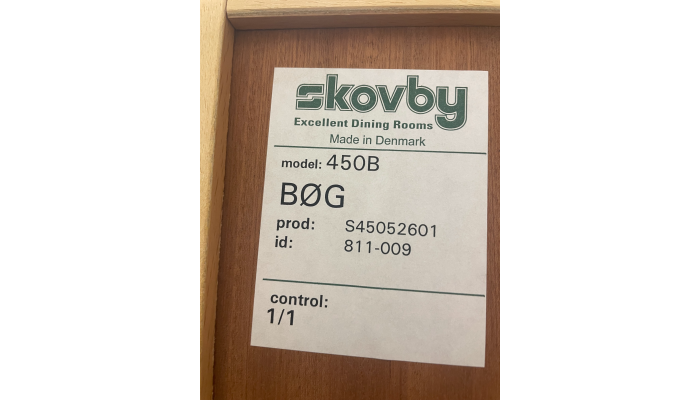 skovby
Excellent Dining Rooms
Made in Denmark
model: 450B
BØG
prod: S45052601
id: 811-009
control:
1/1